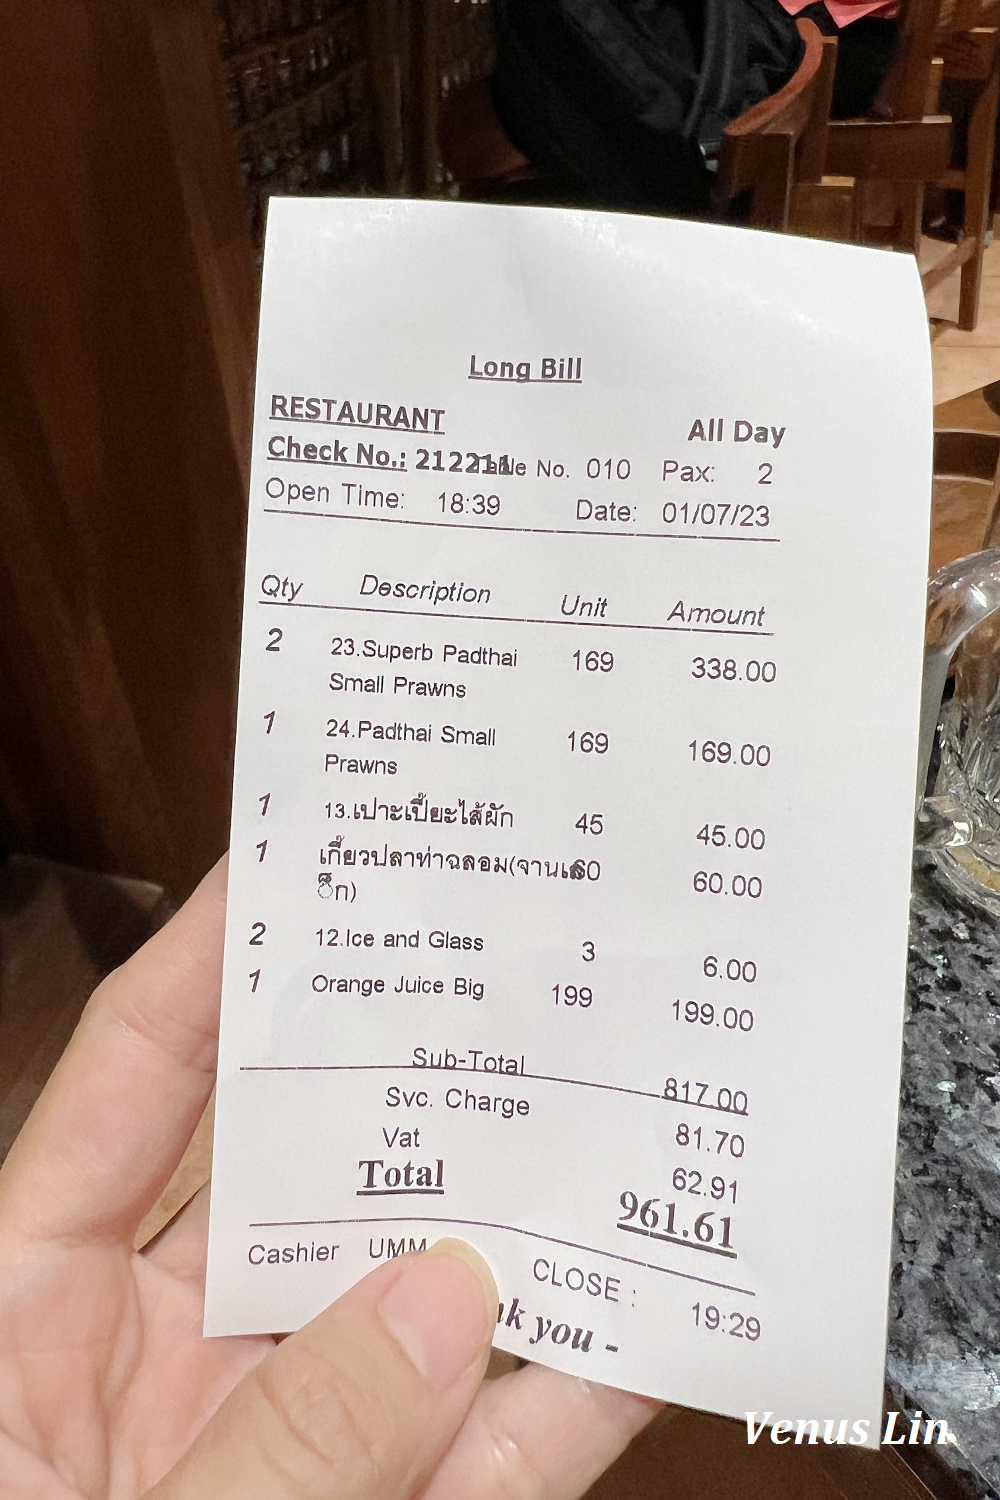 Long Bill
RESTAURANT All Day
Check No.: 212211 No. 010 Pax: 2
Open Time: 18:39 Date: 01/07/23
Qty Description Unit Amount
2 23.Superb Padthai 169 338.00
Small Prawns
1 24.Padthai Small 169 169.00
Prawns
1 13.เปาะเปี๊ยะไส้ผัก 45 45.00
1 เกี๊ยวปลาท่าฉลอม(จานเล 60 60.00
็ก)
2 12.Ice and Glass 3 6.00
1 Orange Juice Big 199 199.00
Sub-Total 817.00
Svc. Charge 81.70
Vat 62.91
Total 961.61
Cashier UMM CLOSE : 19:29
nk you -
Venus Lin.